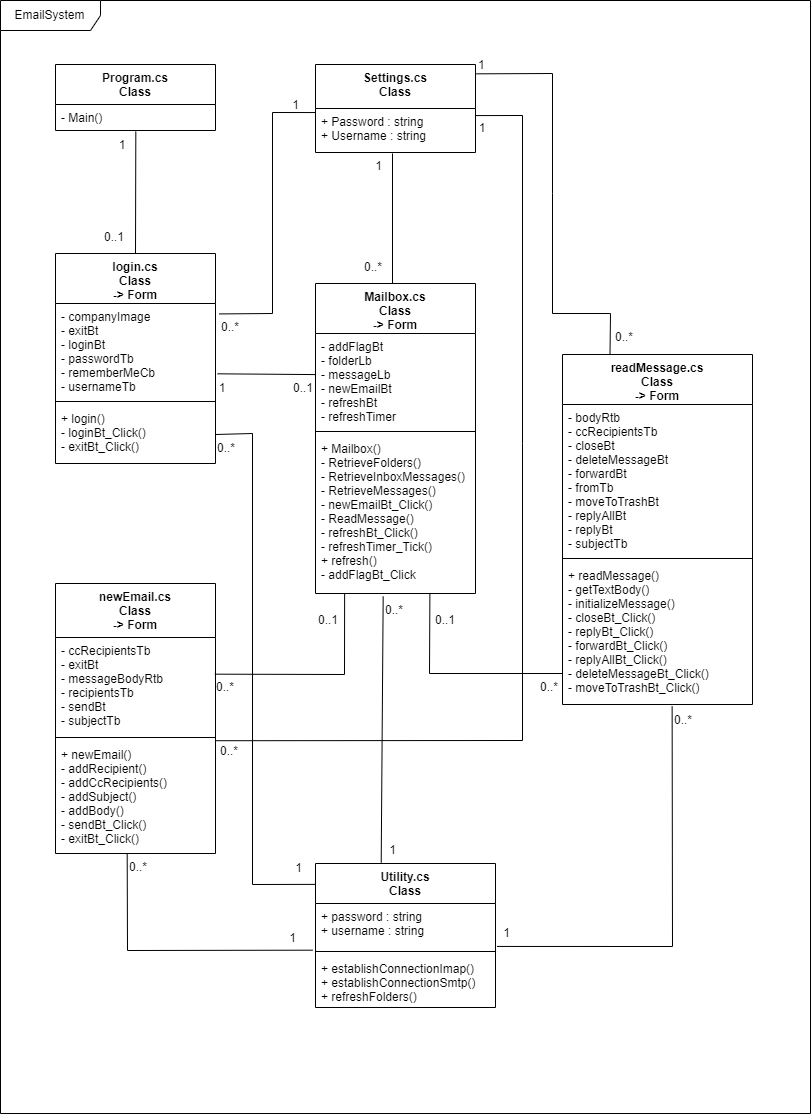 EmailSystem
Program.cs
Class
- Main()
1
0..1
Settings.cs
Class
+ Password : string
+ Username : string
1
1
1
1
login.cs
Class
-> Form
- companyImage
- exitBt
- loginBt
- passwordTb
- rememberMeCb
- usernameTb
+ login()
- loginBt_Click()
- exitBt_Click()
0..*
1
0..1
0..*
0..*
Mailbox.cs
Class
-> Form
- addFlagBt
- folderLb
- messageLb
- newEmailBt
- refreshBt
- refreshTimer
+ Mailbox()
- RetrieveFolders()
- RetrieveInboxMessages()
- RetrieveMessages()
- newEmailBt_Click()
- ReadMessage()
- refreshBt_Click()
- refreshTimer_Tick()
+ refresh()
- addFlagBt_Click
0..1
0..*
0..1
0..*
readMessage.cs
Class
-> Form
- bodyRtb
- ccRecipientsTb
- closeBt
- deleteMessageBt
- forwardBt
- fromTb
- moveToTrashBt
- replyAllBt
- replyBt
- subjectTb
+ readMessage()
- getTextBody()
- initializeMessage()
- closeBt_Click()
- replyBt_Click()
- forwardBt_Click()
- replyAllBt_Click()
- deleteMessageBt_Click()
- moveToTrashBt_Click()
0..*
0..*
newEmail.cs
Class
-> Form
- ccRecipientsTb
- exitBt
- messageBodyRtb
- recipientsTb
- sendBt
- subjectTb
+ newEmail()
- addRecipient()
- addCcRecipients()
- addSubject()
- addBody()
- sendBt_Click()
- exitBt_Click()
0..*
0..*
0..*
1
1
1
1
Utility.cs
Class
+ password : string
+ username : string
+ establishConnectionImap()
+ establishConnectionSmtp()
+ refreshFolders()